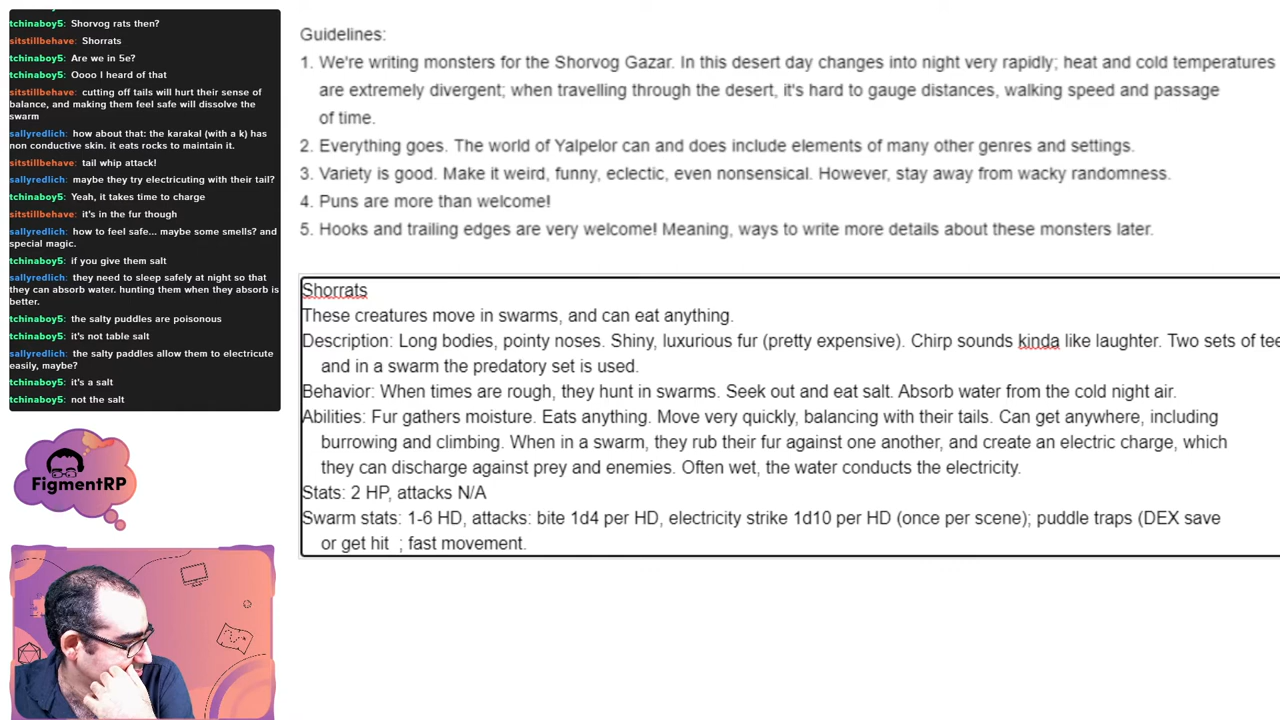 tchinaboy5: Shorvog rats then?
sitstillbehave: Shorrats
tchinaboy5: Are we in 5e?
tchinaboy5: Oooo I heard of that
sitstillbehave: cutting off tails will hurt their sense of
balance, and making them feel safe will dissolve the
swarm
sallyredlich: how about that: the karakal (with a k) has
non conductive skin. it eats rocks to maintain it.
sitstillbehave: tail whip attack!
sallyredlich: maybe they try electricuting with their tail?
tchinaboy5: Yeah, it takes time to charge
sitstillbehave: it's in the fur though
sallyredlich: how to feel safe... maybe some smells? and
special magic.
tchinaboy5: if you give them salt
sallyredlich: they need to sleep safely at night so that
they can absorb water. hunting them when they absorb is
better.
tchinaboy5: the salty puddles are poisonous
tchinaboy5: it's not table salt
sallyredlich: the salty paddles allow them to electricute
easily, maybe?
tchinaboy5: it's a salt
tchinaboy5: not the salt
FigmentRP
Guidelines:
1. We're writing monsters for the Shorvog Gazar. In this desert day changes into night very rapidly; heat and cold temperatures
are extremely divergent; when travelling through the desert, it's hard to gauge distances, walking speed and passage
of time.
2. Everything goes. The world of Yalpelor can and does include elements of many other genres and settings.
3. Variety is good. Make it weird, funny, eclectic, even nonsensical. However, stay away from wacky randomness.
4. Puns are more than welcome!
5. Hooks and trailing edges are very welcome! Meaning, ways to write more details about these monsters later.
Shorrats
These creatures move in swarms, and can eat anything.
Description: Long bodies, pointy noses. Shiny, luxurious fur (pretty expensive). Chirp sounds kinda like laughter. Two sets of tee
and in a swarm the predatory set is used.
Behavior: When times are rough, they hunt in swarms. Seek out and eat salt. Absorb water from the cold night air.
Abilities: Fur gathers moisture. Eats anything. Move very quickly, balancing with their tails. Can get anywhere, including
burrowing and climbing. When in a swarm, they rub their fur against one another, and create an electric charge, which
they can discharge against prey and enemies. Often wet, the water conducts the electricity.
Stats: 2 HP, attacks N/A
Swarm stats: 1-6 HD, attacks: bite 1d4 per HD, electricity strike 1d10 per HD (once per scene); puddle traps (DEX save
or get hit ; fast movement.